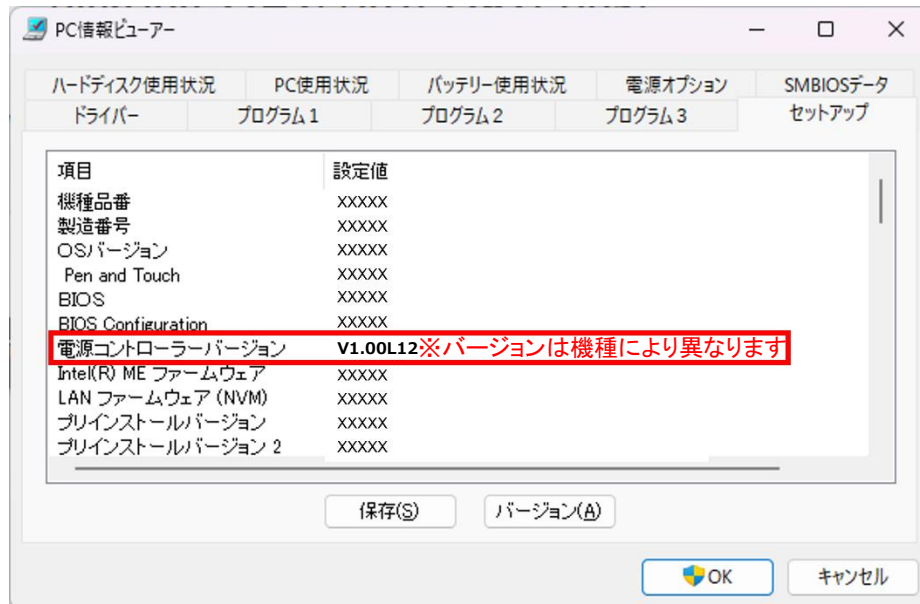 PC情報ビューアー
ハードディスク使用状況 PC使用状況 バッテリー使用状況 電源オプション SMBIOSデータ
ドライバー プログラム1 プログラム2 プログラム3 セットアップ
項目 設定値
機種品番 XXXXX
製造番号 XXXXX
OSバージョン XXXXX
Pen and Touch XXXXX
BIOS XXXXX
BIOS Configuration XXXXX
電源コントローラーバージョン V1.00L12※バージョンは機種により異なります
Intel(R) ME ファームウェア XXXXX
LAN ファームウェア (NVM) XXXXX
プリインストールバージョン XXXXX
プリインストールバージョン 2 XXXXX
保存(S) バージョン(A)
OK キャンセル